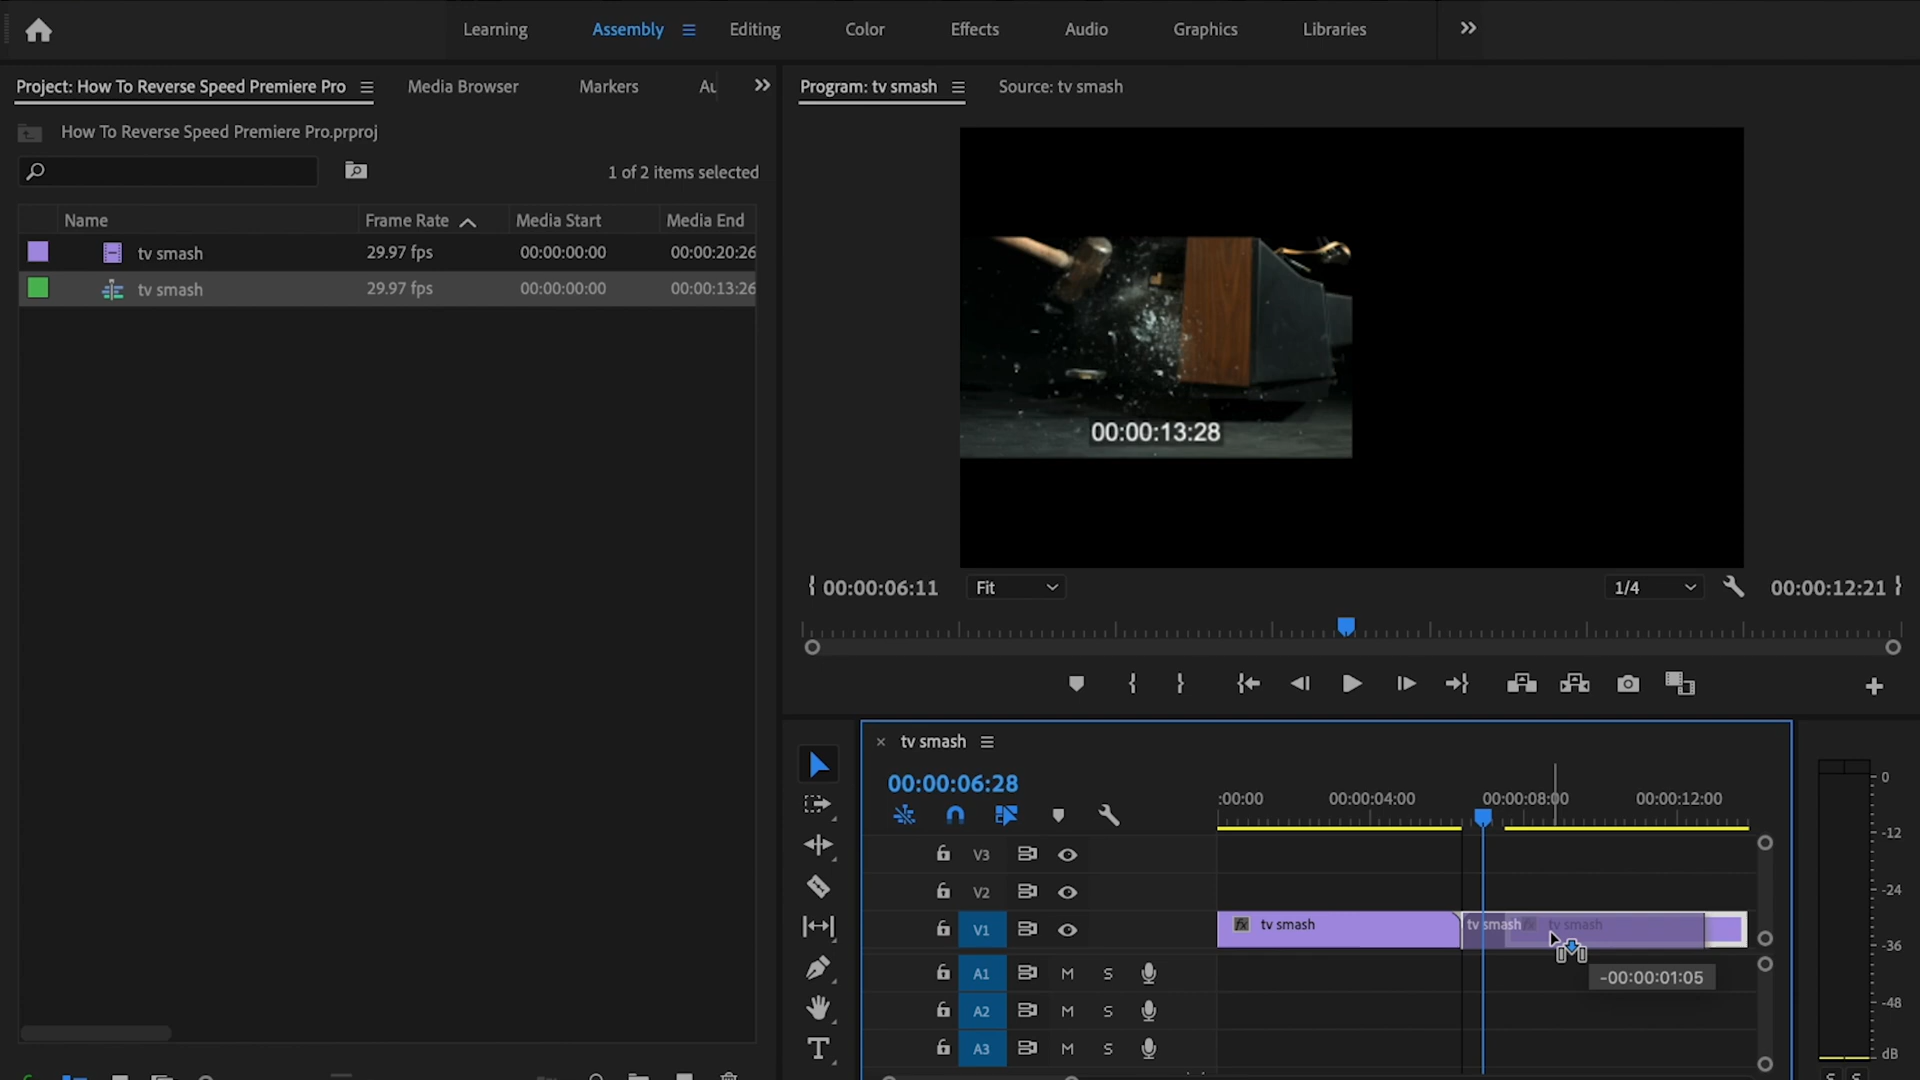 Learning Assembly Editing Color Effects Audio Graphics Libraries
Project: How To Reverse Speed Premiere Pro Media Browser Markers Au
Program: tv smash Source: tv smash
How To Reverse Speed Premiere Pro.prproj
1 of 2 items selected
Name Frame Rate Media Start Media End
tv smash 29.97 fps 00:00:00:00 00:00:20:26
tv smash 29.97 fps 00:00:00:00 00:00:13:26
00:00:13:28
00:00:06:11 Fit 1/4 00:00:12:21
tv smash
00:00:06:28
:00:00 00:00:04:00 00:00:08:00 00:00:12:00
V3
V2
V1 tv smash tv smash tv smash
-00:00:01:05
A1 M S
A2 M S
A3 M S
0
-12
-24
-36
-48
dB
S S